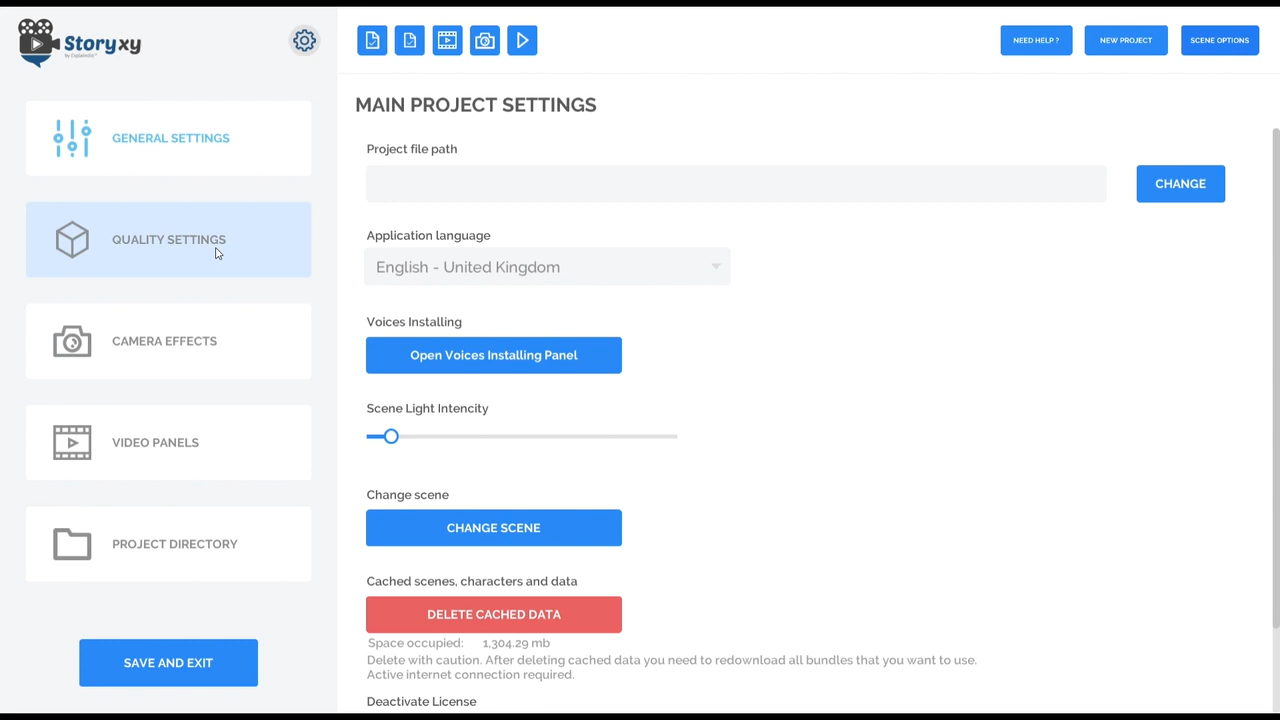 Storyxy
GENERAL SETTINGS
QUALITY SETTINGS
CAMERA EFFECTS
VIDEO PANELS
PROJECT DIRECTORY
SAVE AND EXIT
NEED HELP ?
NEW PROJECT
SCENE OPTIONS
MAIN PROJECT SETTINGS
Project file path
CHANGE
Application language
English - United Kingdom
Voices Installing
Open Voices Installing Panel
Scene Light Intencity
Change scene
CHANGE SCENE
Cached scenes, characters and data
DELETE CACHED DATA
Space occupied: 1,304.29 mb
Delete with caution. After deleting cached data you need to redownload all bundles that you want to use.
Active internet connection required.
Deactivate License